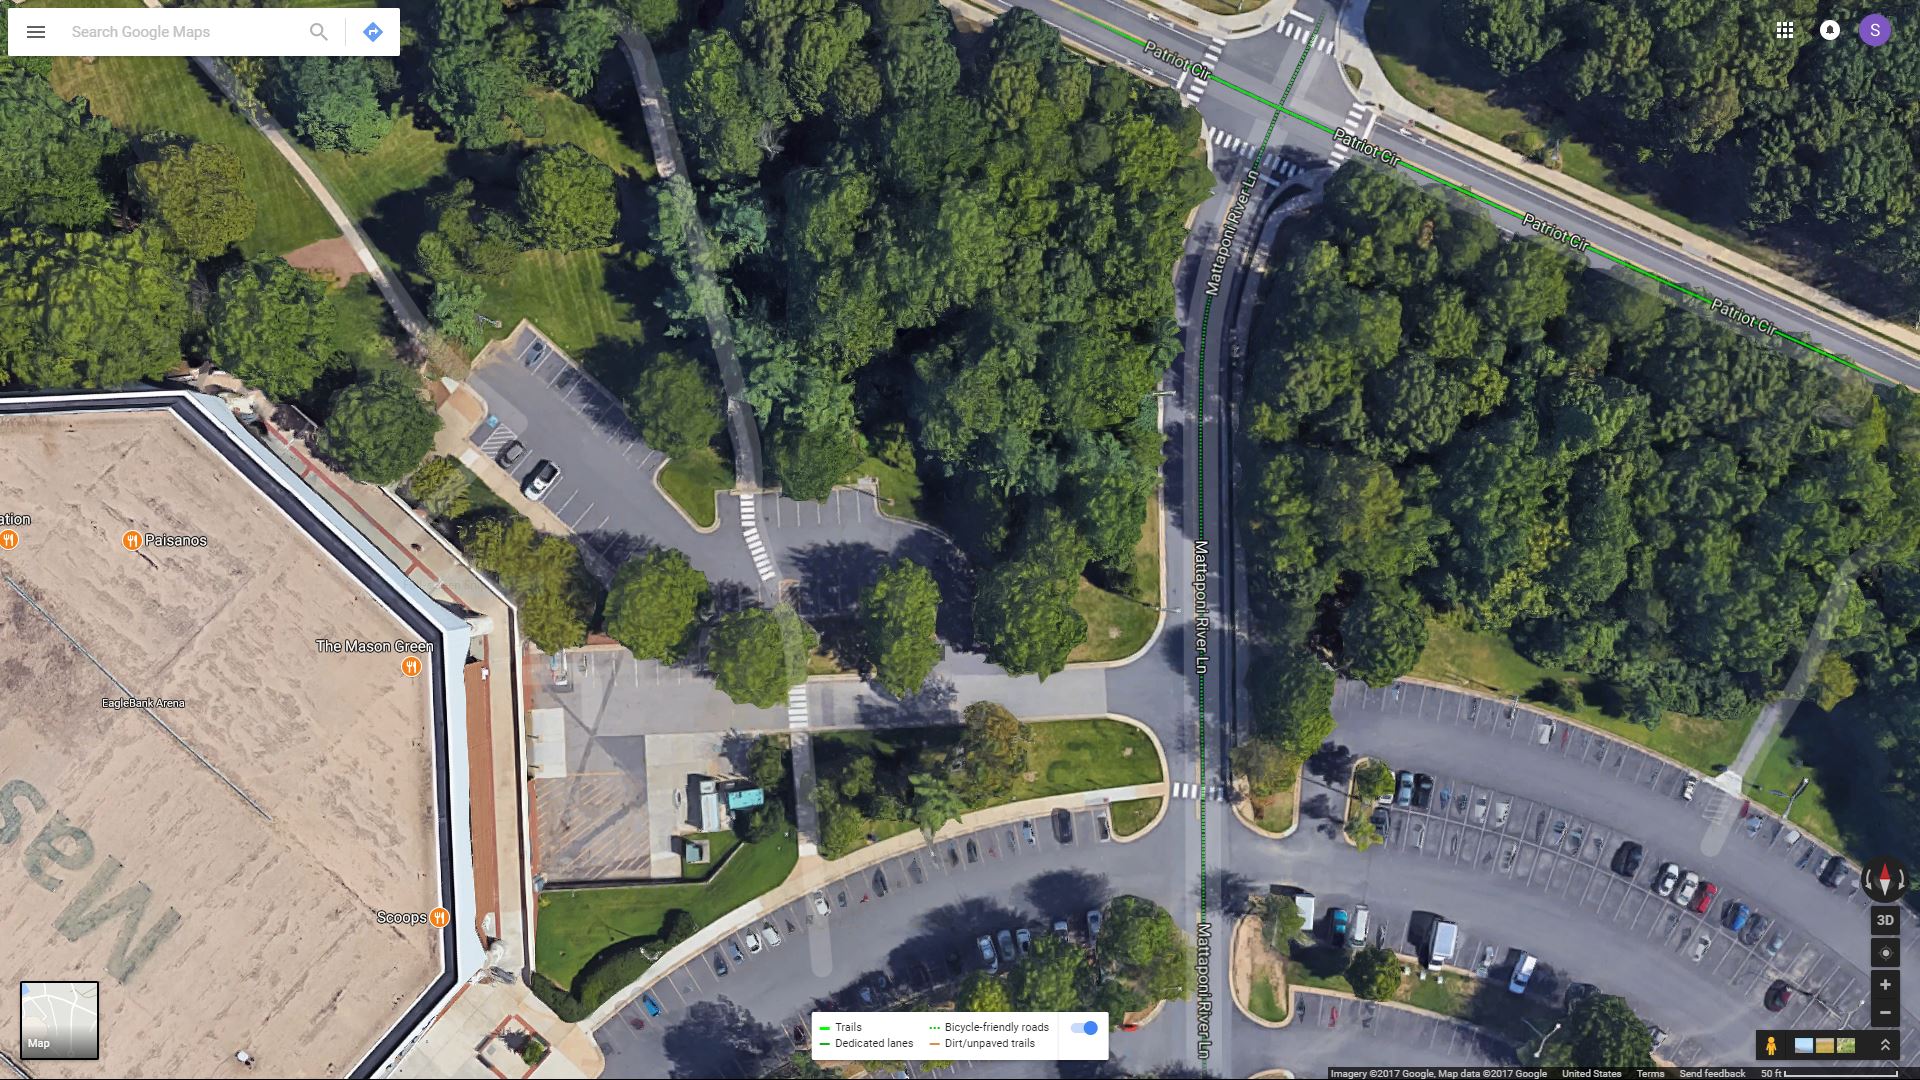 Search Google Maps
S
Patriot Cir
Patriot Cir
Patriot Cir
Patriot Cir
Mattaponi River Ln
ation
Paisanos
Mattaponi River Ln
The Mason Green
EagleBank Arena
Mas
Scoops
3D
Mattaponi River Ln
Map
Trails
Bicycle-friendly roads
Dedicated lanes
Dirt/unpaved trails
Imagery ©2017 Google, Map data ©2017 Google United States Terms Send feedback 50 ft